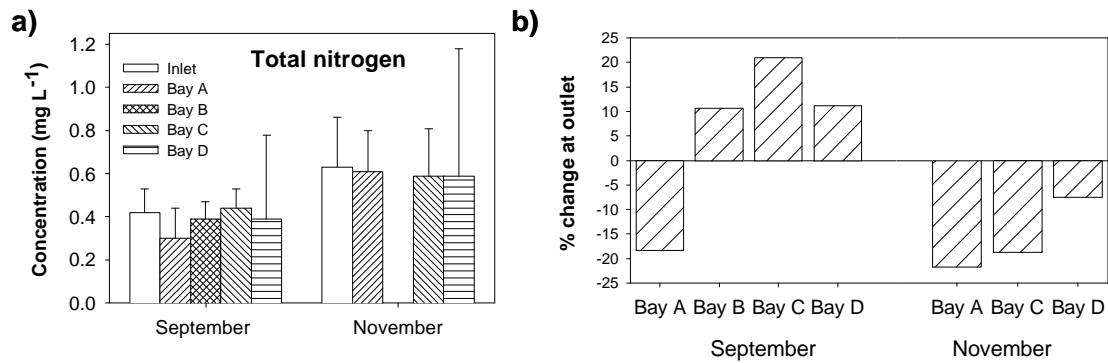 a)
Total nitrogen
Concentration (mg L⁻¹)
1.2
1.0
0.8
0.6
0.4
0.2
0.0
Inlet
Bay A
Bay B
Bay C
Bay D
September November
b)
% change at outlet
25
20
15
10
5
0
-5
-10
-15
-20
-25
Bay A Bay B Bay C Bay D Bay A Bay C Bay D
September November